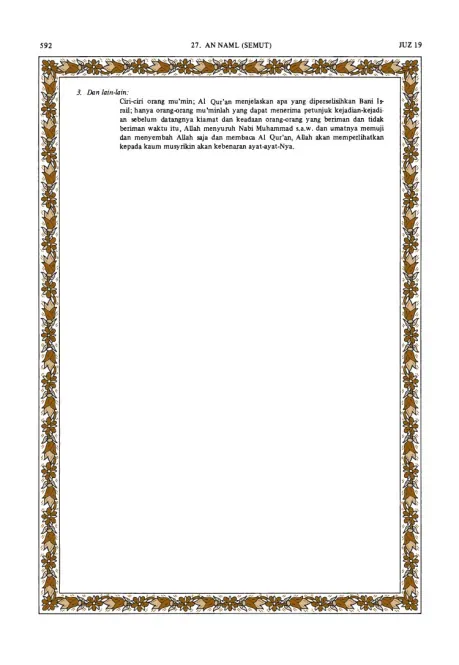 592 27. AN NAML (SEMUT) JUZ 19
3. Dan lain-lain:
Ciri-ciri orang mu'min; Al Qur'an menjelaskan apa yang diperselisihkan Bani Is-
rail; hanya orang-orang mu'minlah yang dapat menerima petunjuk kejadian-kejadi-
an sebelum datangnya kiamat dan keadaan orang-orang yang beriman dan tidak
beriman waktu itu, Allah menyuruh Nabi Muhammad s.a.w. dan umatnya memuji
dan menyembah Allah saja dan membaca Al Qur'an, Allah akan memperlihatkan
kepada kaum musyrikin akan kebenaran ayat-ayat-Nya.